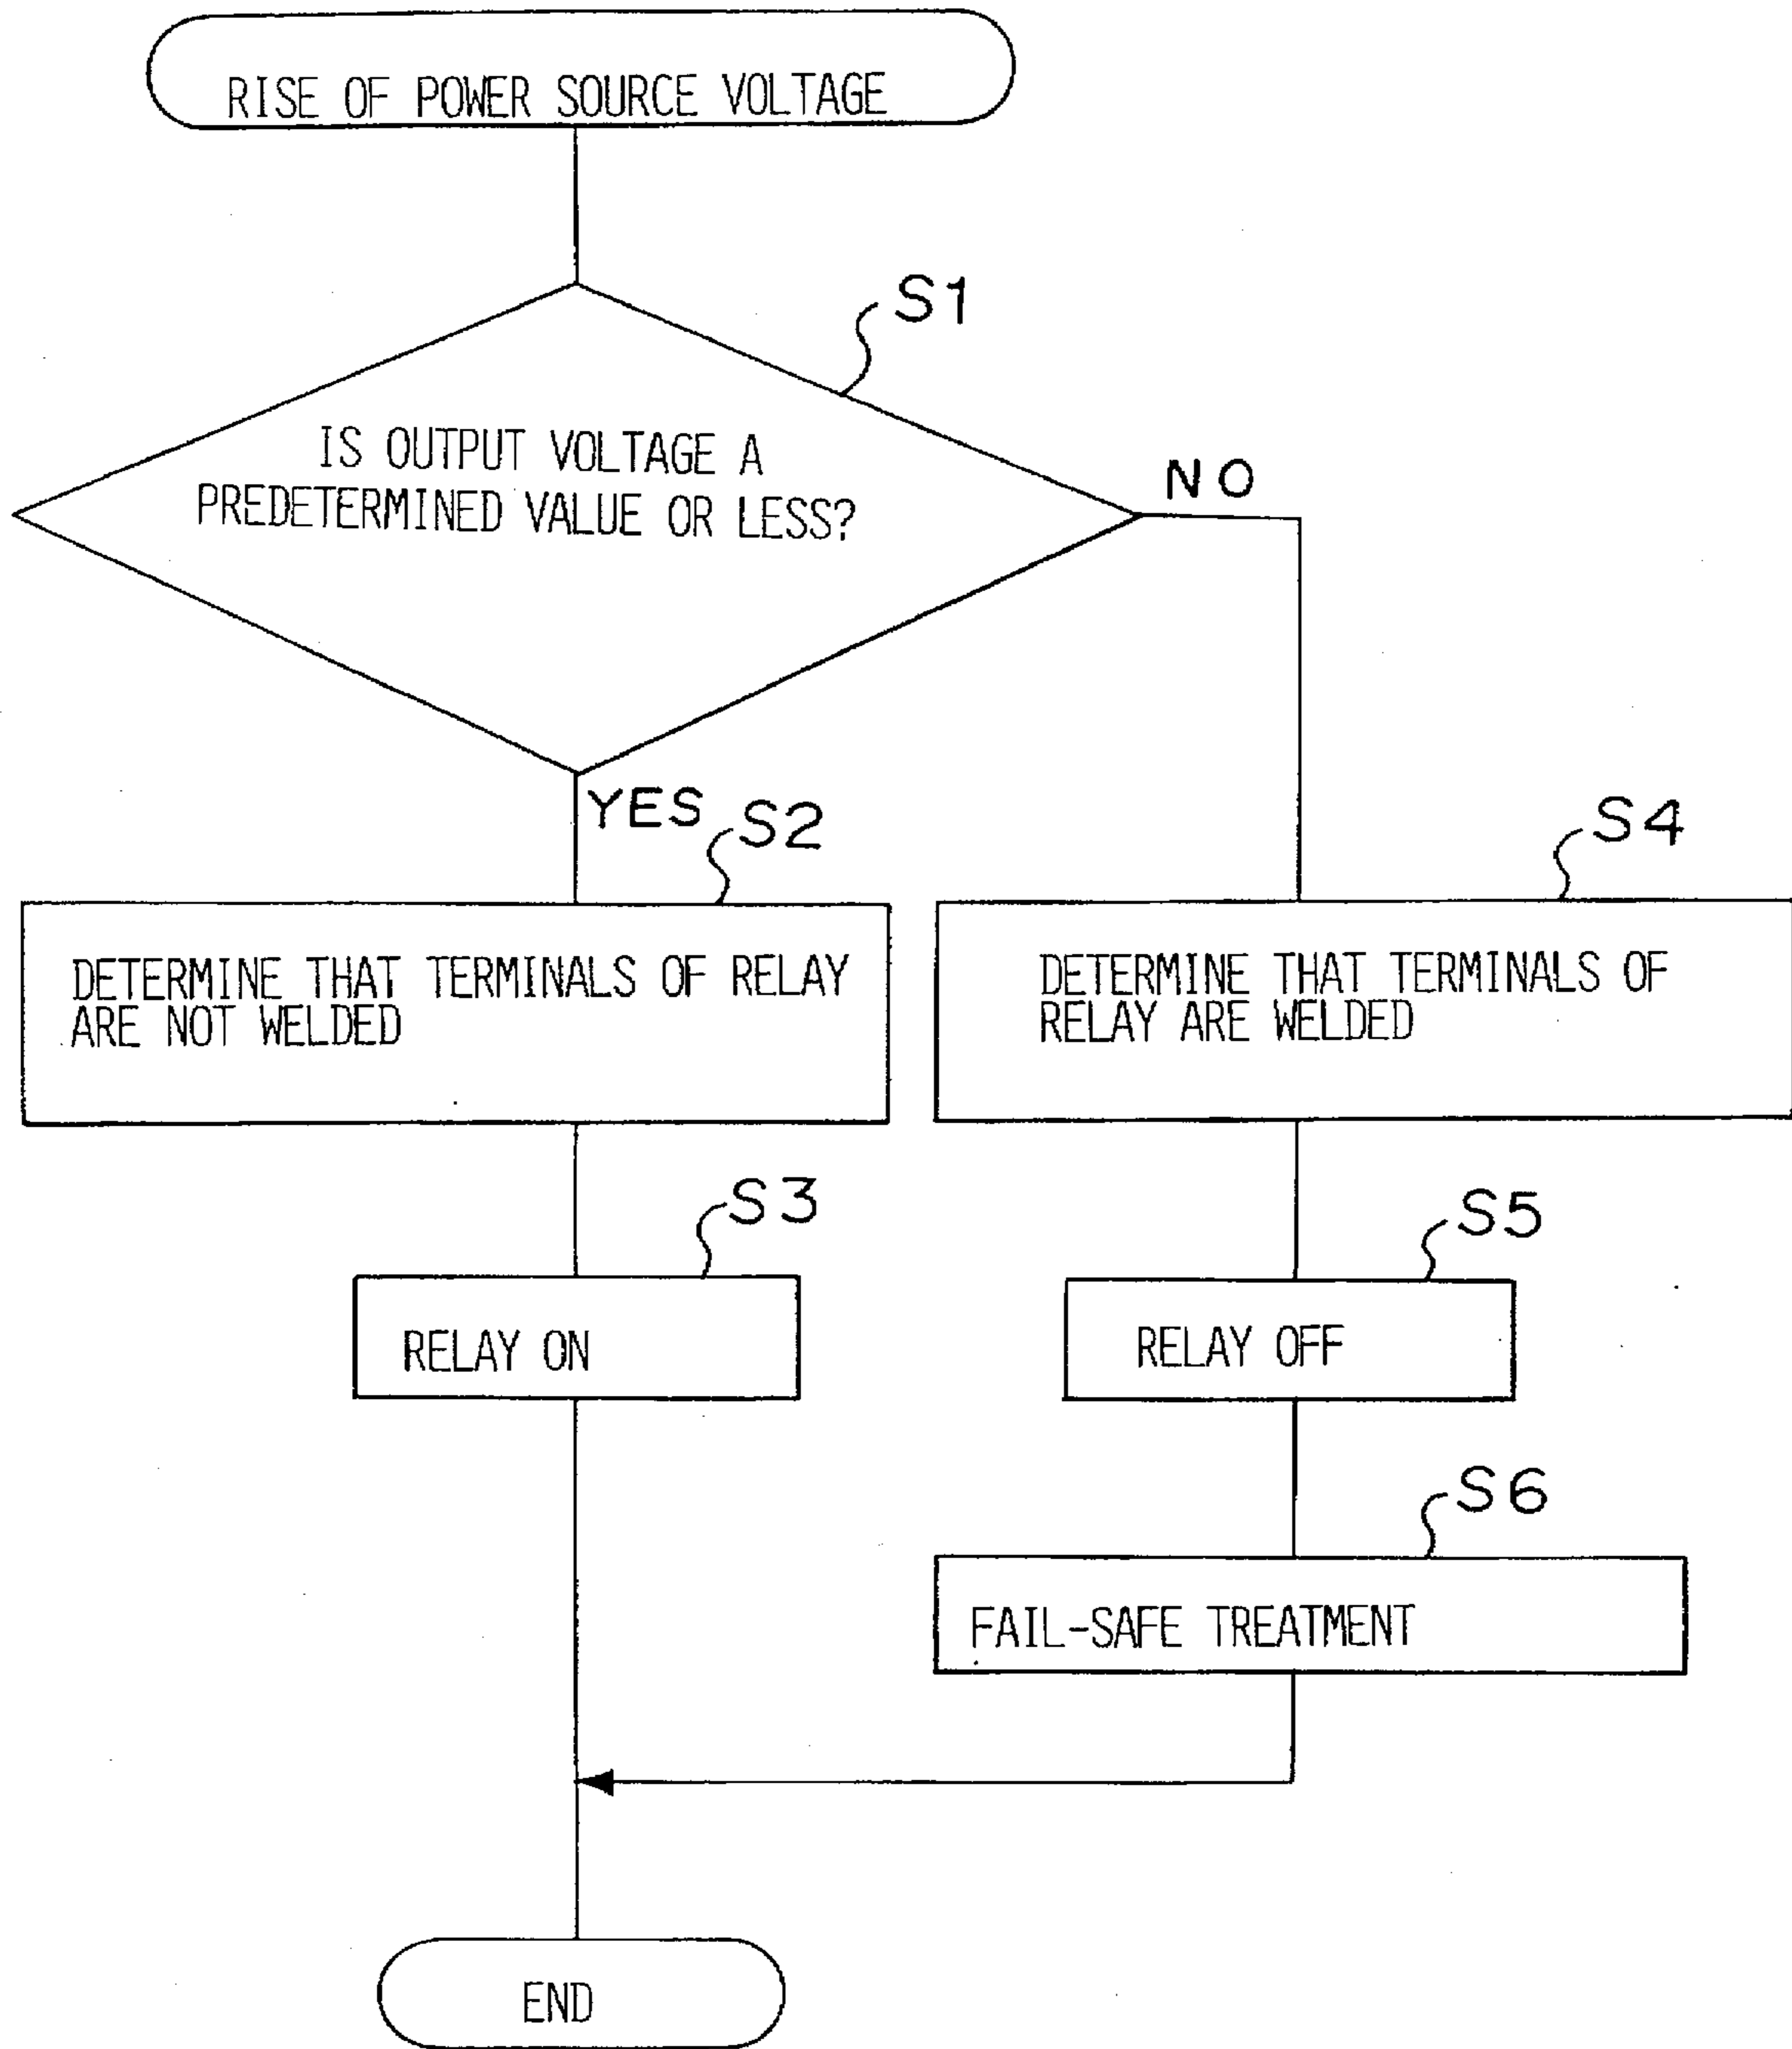 RISE OF POWER SOURCE VOLTAGE
S1
IS OUTPUT VOLTAGE A
PREDETERMINED VALUE OR LESS?
NO
YES
S2
S4
DETERMINE THAT TERMINALS OF RELAY
ARE NOT WELDED
DETERMINE THAT TERMINALS OF
RELAY ARE WELDED
S3
S5
RELAY ON
RELAY OFF
S6
FAIL-SAFE TREATMENT
END